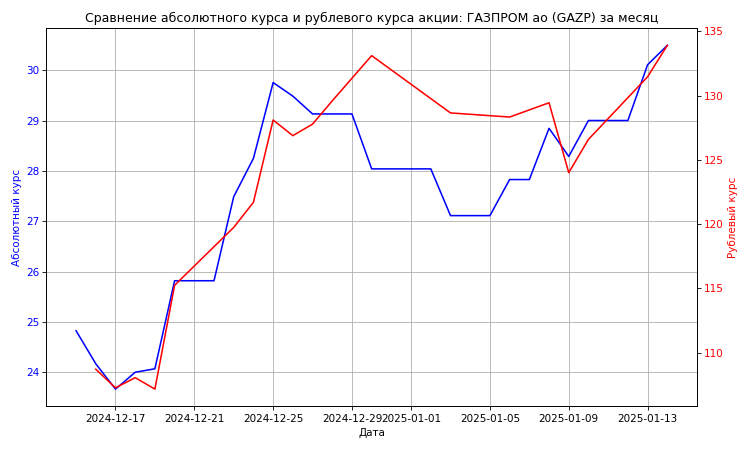 Сравнение абсолютного курса и рублевого курса акции: ГАЗПРОМ ао (GAZP) за месяц
Абсолютный курс
30
29
28
27
26
25
24
135
130
125
120
115
110
Рублевый курс
2024-12-17 2024-12-21 2024-12-25 2024-12-29 2025-01-01 2025-01-05 2025-01-09 2025-01-13
Дата